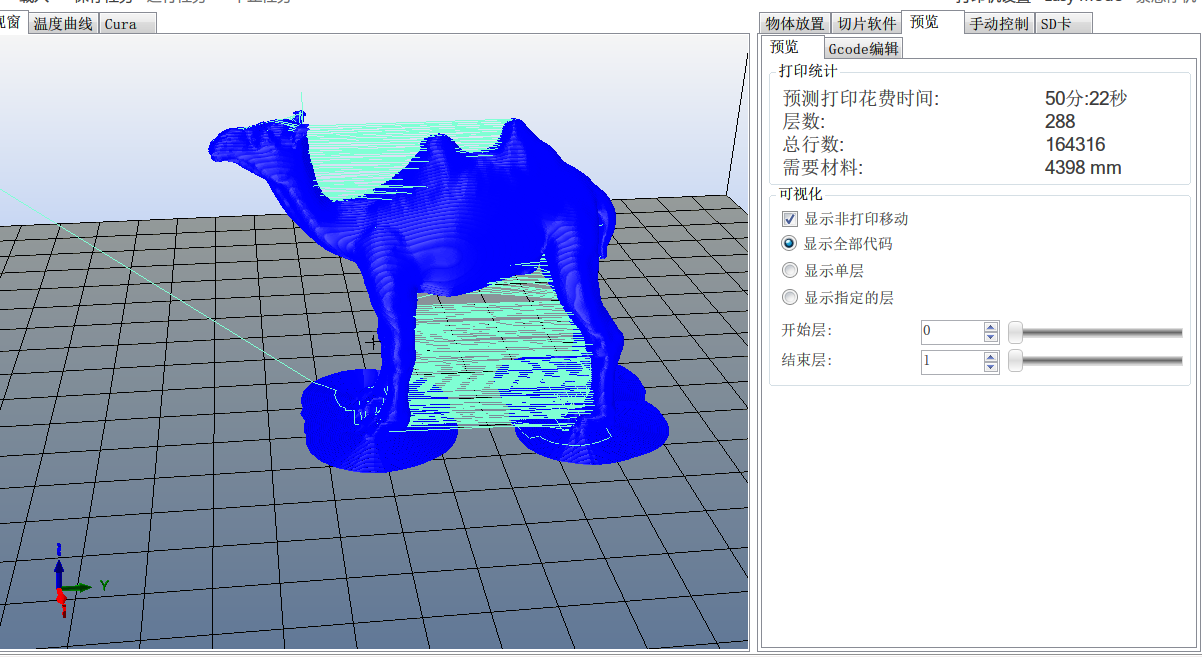 视窗 温度曲线 Cura
物体放置 切片软件 预览 手动控制 SD卡
预览 Gcode编辑
打印统计
预测打印花费时间: 50分:22秒
层数: 288
总行数: 164316
需要材料: 4398 mm
可视化
显示非打印移动
显示全部代码
显示单层
显示指定的层
开始层: 0
结束层: 1
Y